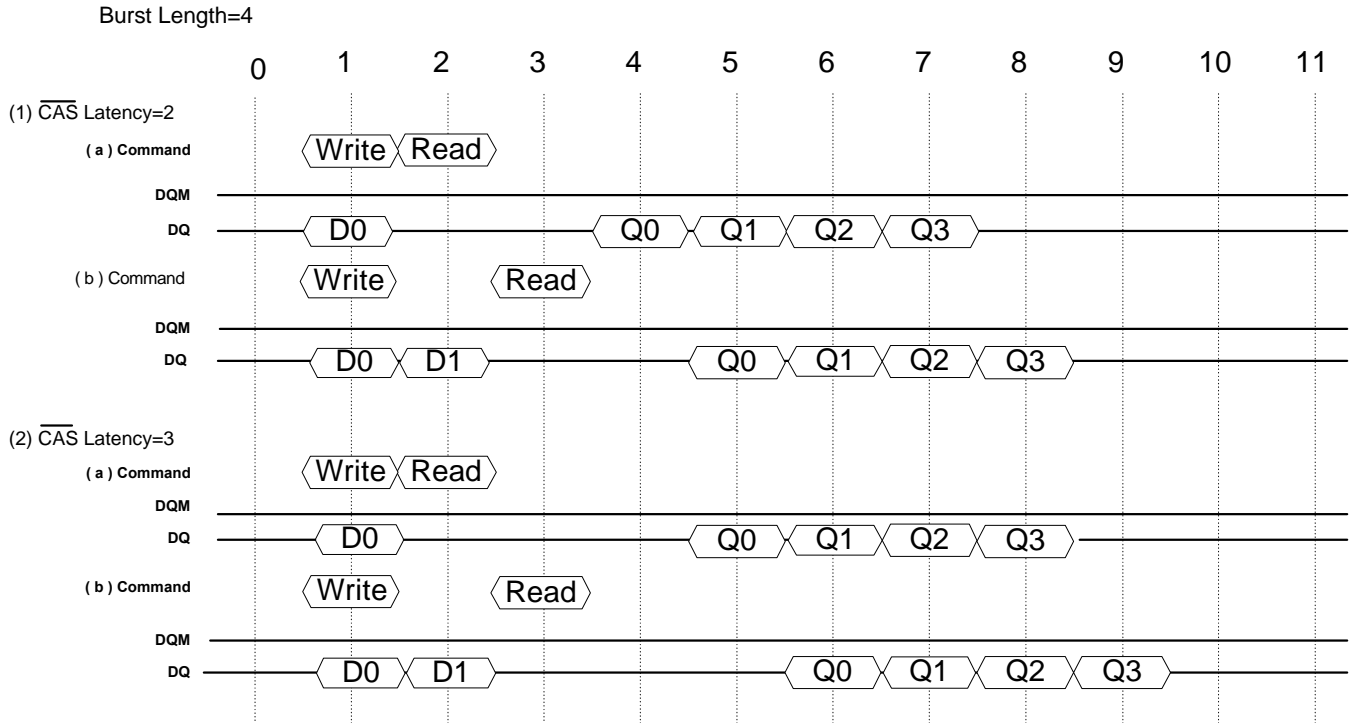 Burst Length=4
0 1 2 3 4 5 6 7 8 9 10 11
(1) CAS Latency=2
( a ) Command Write Read
DQM
DQ D0 Q0 Q1 Q2 Q3
( b ) Command Write Read
DQM
DQ D0 D1 Q0 Q1 Q2 Q3
(2) CAS Latency=3
( a ) Command Write Read
DQM
DQ D0 Q0 Q1 Q2 Q3
( b ) Command Write Read
DQM
DQ D0 D1 Q0 Q1 Q2 Q3